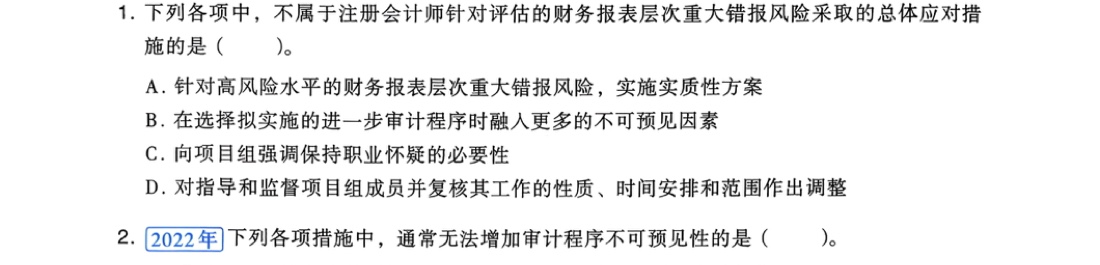 1. 下列各项中，不属于注册会计师针对评估的财务报表层次重大错报风险采取的总体应对措
施的是（　　）。
A. 针对高风险水平的财务报表层次重大错报风险，实施实质性方案
B. 在选择拟实施的进一步审计程序时融入更多的不可预见因素
C. 向项目组强调保持职业怀疑的必要性
D. 对指导和监督项目组成员并复核其工作的性质、时间安排和范围作出调整
2. 2022年 下列各项措施中，通常无法增加审计程序不可预见性的是（　　）。